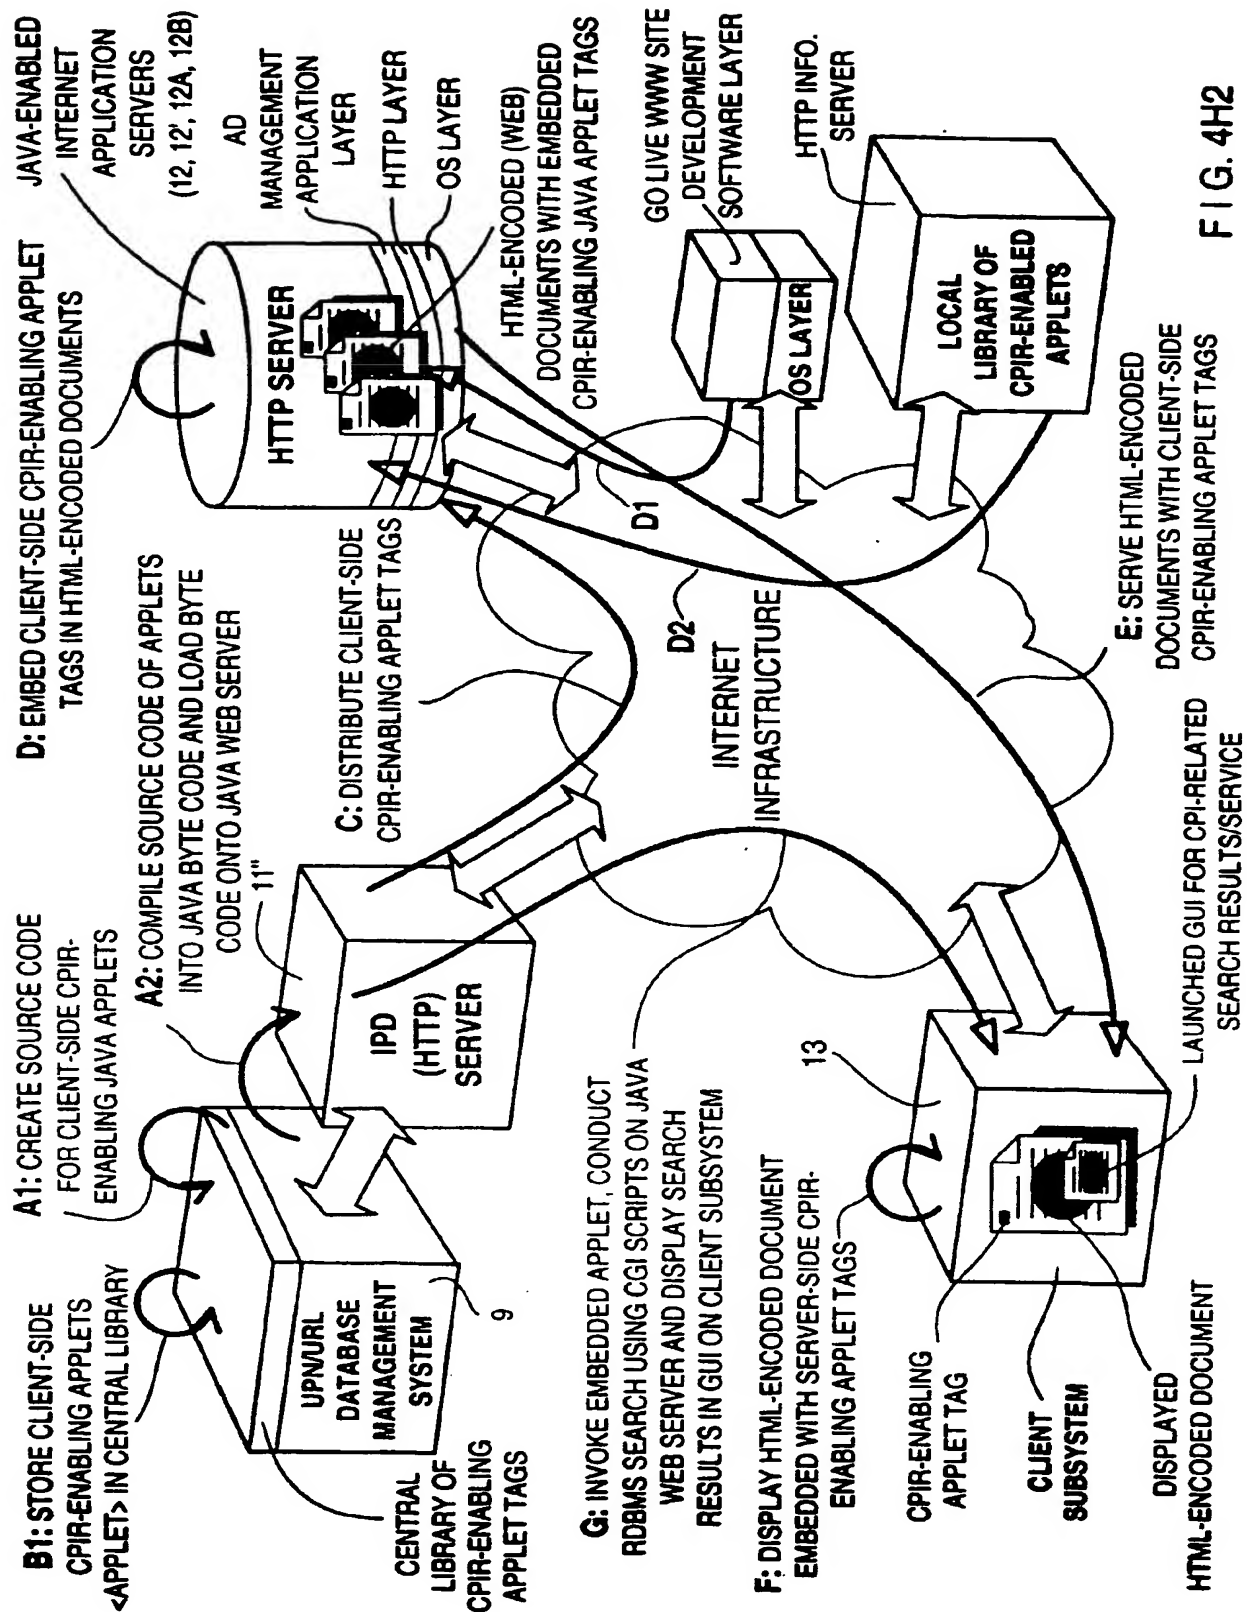 B1: STORE CLIENT-SIDE
CPIR-ENABLING APPLETS
<APPLET> IN CENTRAL LIBRARY
A1: CREATE SOURCE CODE
FOR CLIENT-SIDE CPIR-
ENABLING JAVA APPLETS
A2: COMPILE SOURCE CODE OF APPLETS
INTO JAVA BYTE CODE AND LOAD BYTE
CODE ONTO JAVA WEB SERVER
11"
D: EMBED CLIENT-SIDE CPIR-ENABLING APPLET
TAGS IN HTML-ENCODED DOCUMENTS
JAVA-ENABLED
INTERNET
APPLICATION
SERVERS
(12, 12', 12A, 12B)
AD
MANAGEMENT
APPLICATION
LAYER
HTTP LAYER
OS LAYER
HTTP SERVER
HTML-ENCODED (WEB)
DOCUMENTS WITH EMBEDDED
CPIR-ENABLING JAVA APPLET TAGS
C: DISTRIBUTE CLIENT-SIDE
CPIR-ENABLING APPLET TAGS
UPN/URL
DATABASE
MANAGEMENT
SYSTEM
9
IPD
(HTTP)
SERVER
CENTRAL
LIBRARY OF
CPIR-ENABLING
APPLET TAGS
D1
D2
INTERNET
INFRASTRUCTURE
GO LIVE WWW SITE
DEVELOPMENT
SOFTWARE LAYER
OS LAYER
HTTP INFO.
SERVER
LOCAL
LIBRARY OF
CPIR-ENABLED
APPLETS
G: INVOKE EMBEDDED APPLET, CONDUCT
RDBMS SEARCH USING CGI SCRIPTS ON JAVA
WEB SERVER AND DISPLAY SEARCH
RESULTS IN GUI ON CLIENT SUBSYSTEM
F: DISPLAY HTML-ENCODED DOCUMENT
EMBEDDED WITH SERVER-SIDE CPIR-
ENABLING APPLET TAGS
13
CPIR-ENABLING
APPLET TAG
CLIENT
SUBSYSTEM
DISPLAYED
HTML-ENCODED DOCUMENT
LAUNCHED GUI FOR CPI-RELATED
SEARCH RESULTS/SERVICE
E: SERVE HTML-ENCODED
DOCUMENTS WITH CLIENT-SIDE
CPIR-ENABLING APPLET TAGS
FIG. 4H2